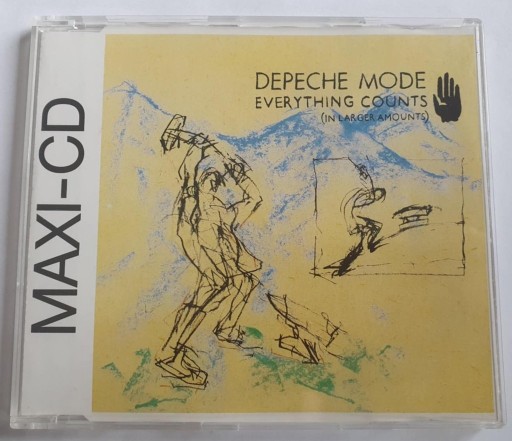 MAXI-CD
DEPECHE MODE
EVERYTHING COUNTS
(IN LARGER AMOUNTS)